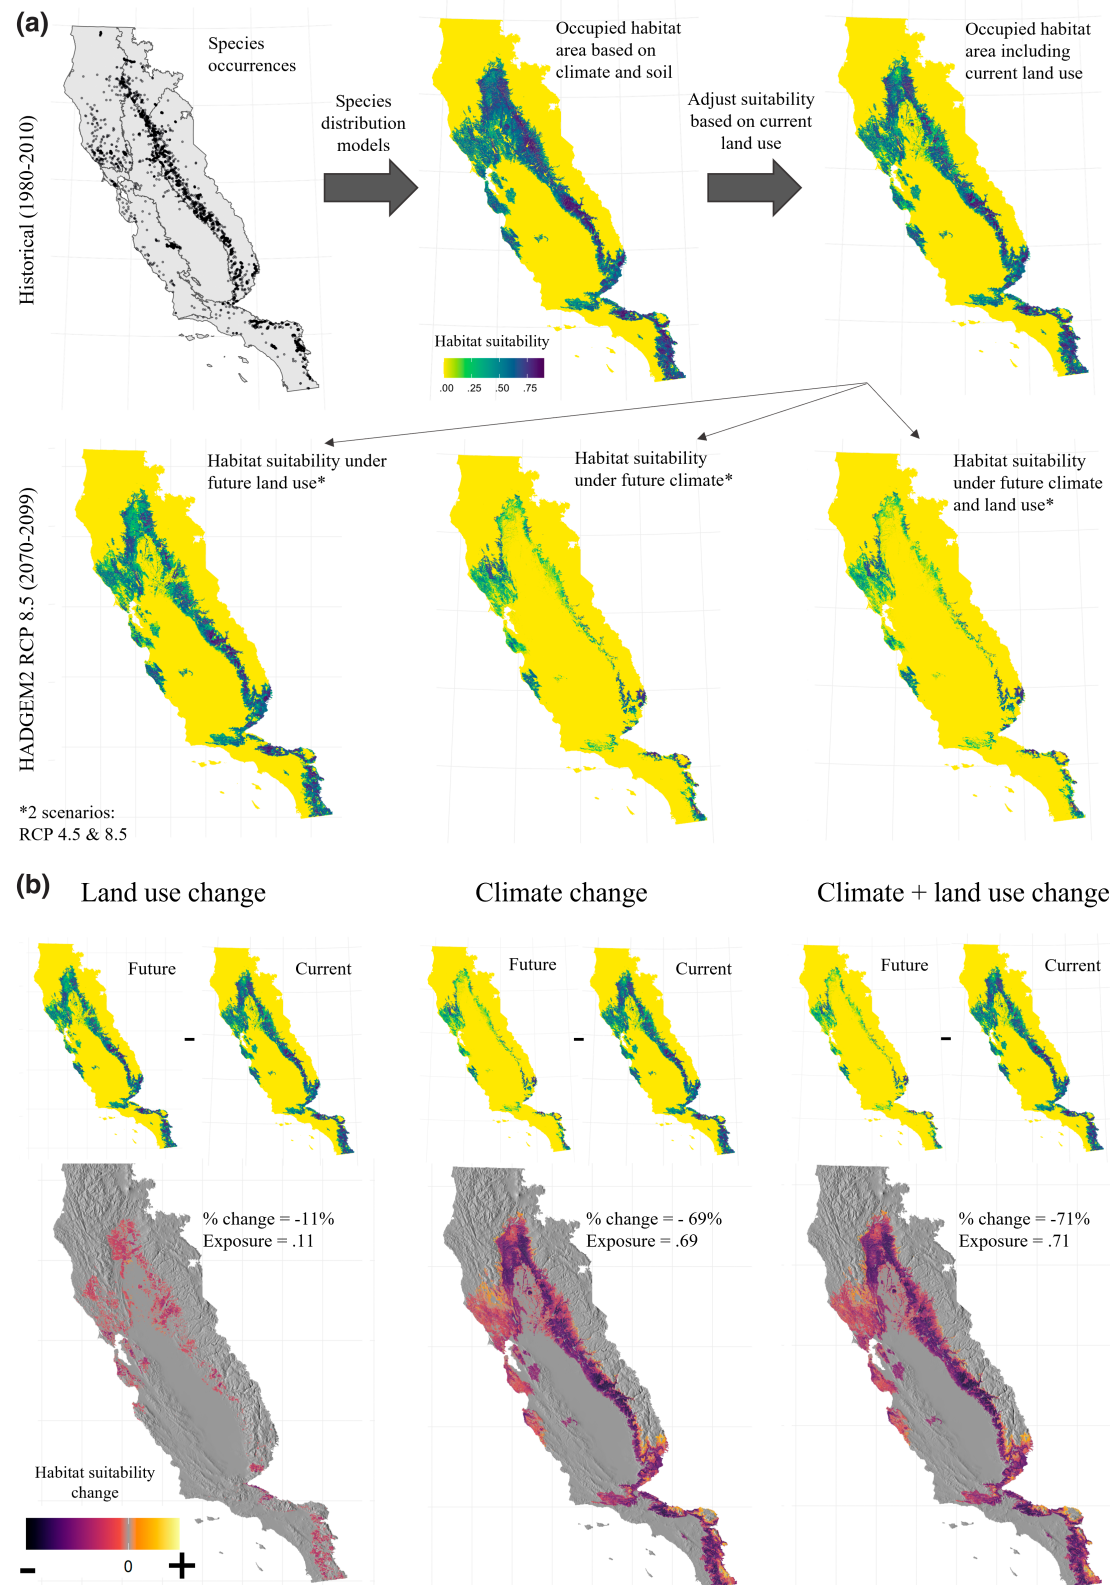 (a)
Species
occurrences
Occupied habitat
area based on
climate and soil
Occupied habitat
area including
current land use
Species
distribution
models
Adjust suitability
based on current
land use
Historical (1980-2010)
Habitat suitability
.00 .25 .50 .75
Habitat suitability under
future land use*
Habitat suitability
under future climate*
Habitat suitability
under future climate
and land use*
HADGEM2 RCP 8.5 (2070-2099)
*2 scenarios:
RCP 4.5 & 8.5
(b)
Land use change
Climate change
Climate + land use change
Future
-
Current
Future
-
Current
Future
-
Current
% change = -11%
Exposure = .11
% change = - 69%
Exposure = .69
% change = -71%
Exposure = .71
Habitat suitability
change
- 0 +